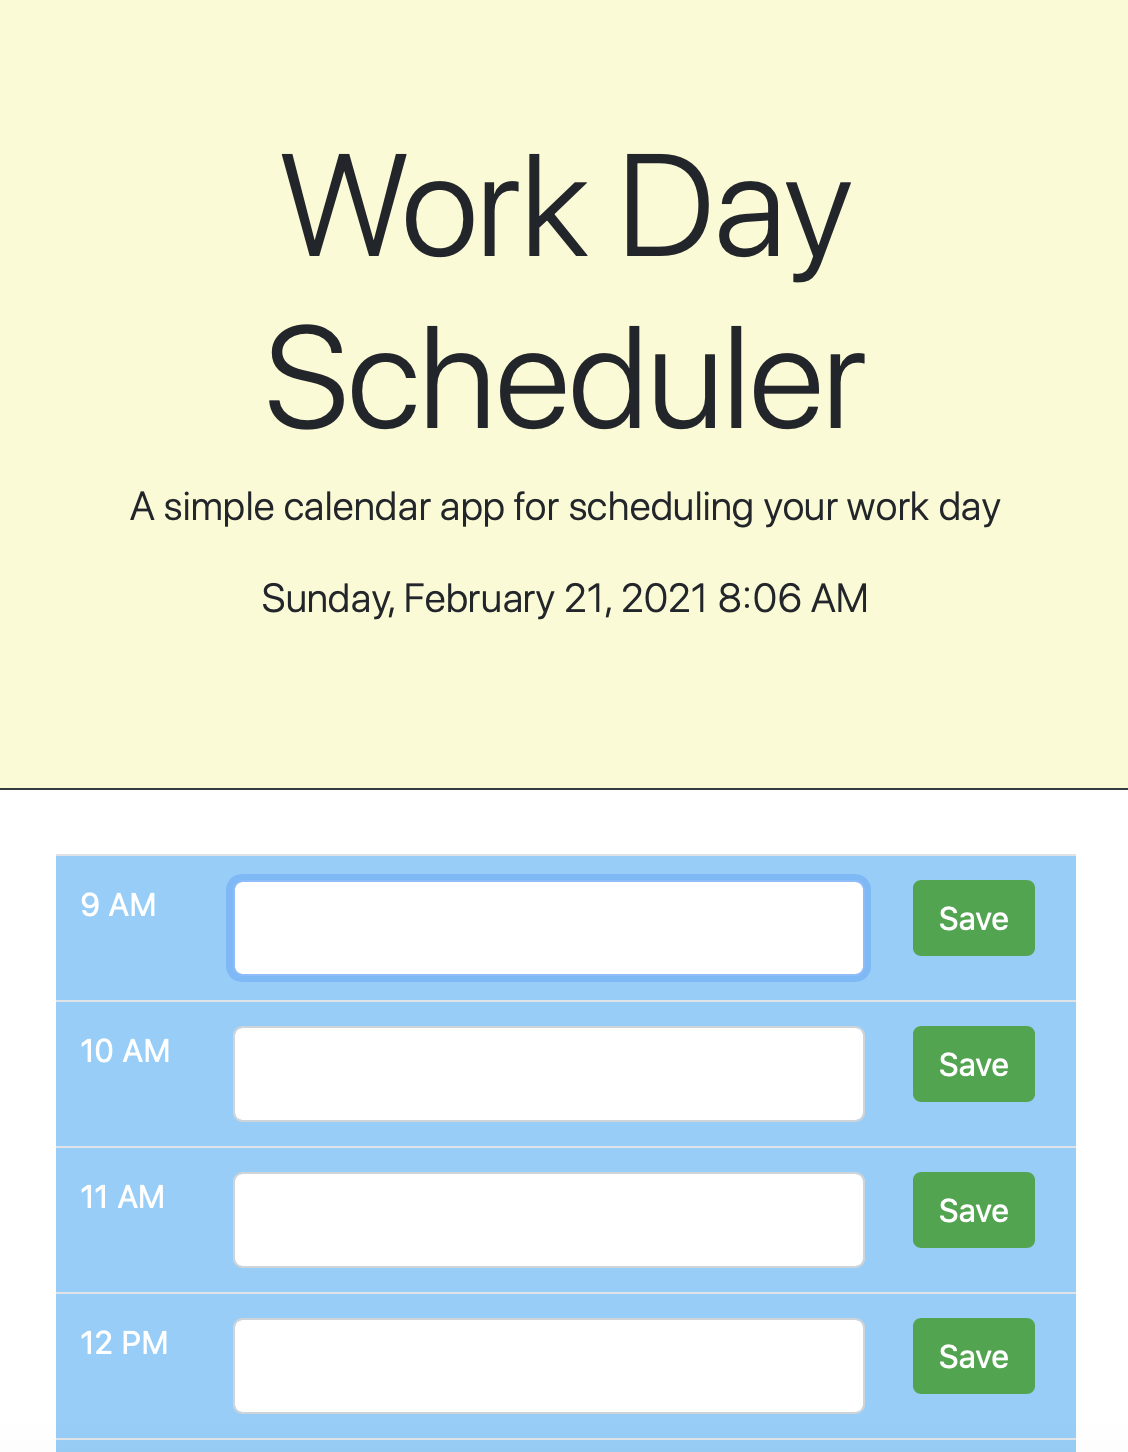 Work Day
Scheduler
A simple calendar app for scheduling your work day
Sunday, February 21, 2021 8:06 AM
9 AM Save
10 AM Save
11 AM Save
12 PM Save